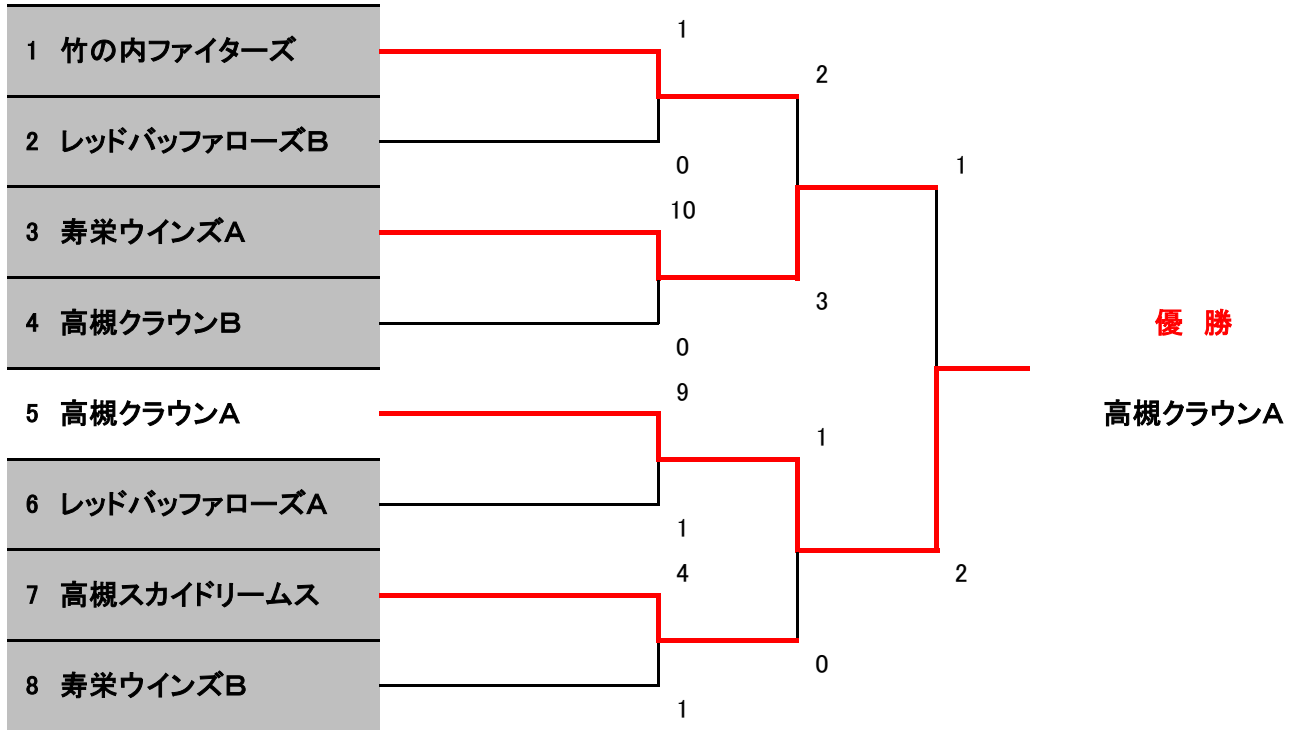 1 竹の内ファイターズ
1
2
2 レッドバッファローズB
0
1
3 寿栄ウインズA
10
3
4 高槻クラウンB
0
優 勝
5 高槻クラウンA
9
1
高槻クラウンA
6 レッドバッファローズA
1
7 高槻スカイドリームス
4
2
8 寿栄ウインズB
0
1